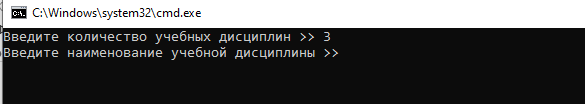 C:\Windows\system32\cmd.exe
Введите количество учебных дисциплин >> 3
Введите наименование учебной дисциплины >>